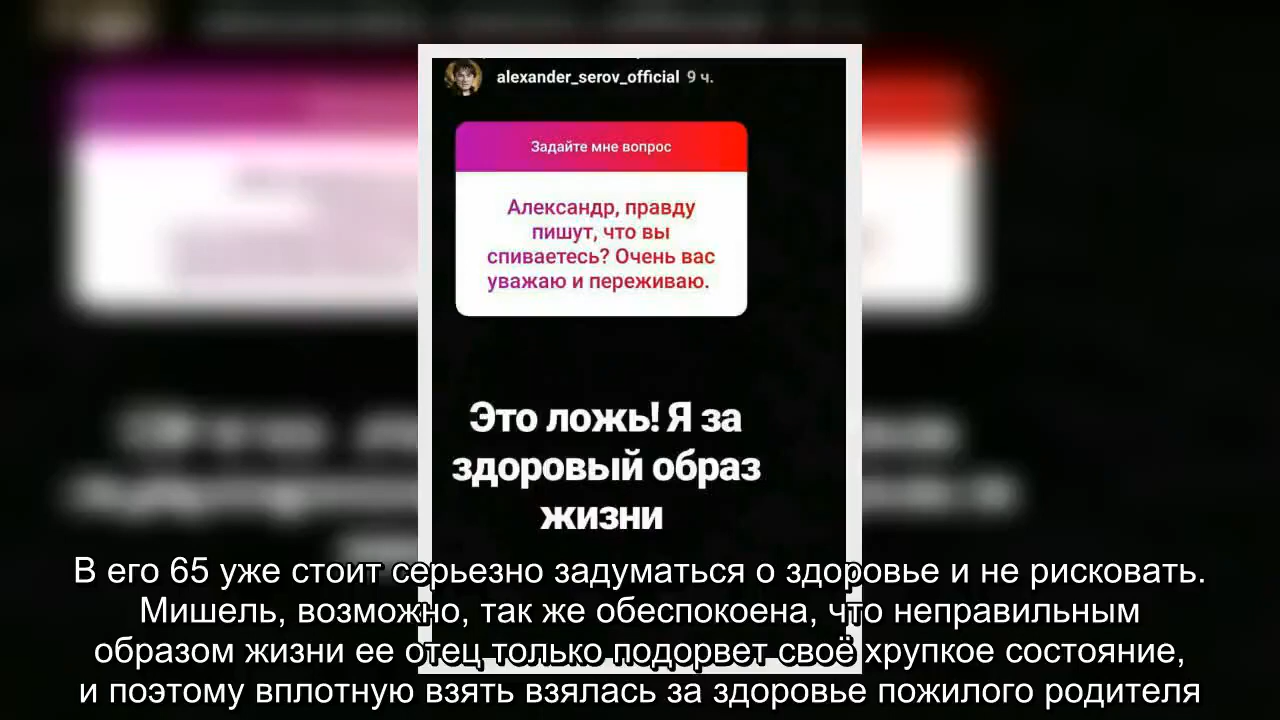 alexander_serov_official 9 ч.
Задайте мне вопрос
Александр, правду
пишут, что вы
спиваетесь? Очень вас
уважаю и переживаю.
Это ложь! Я за
здоровый образ
жизни
В его 65 уже стоит серьезно задуматься о здоровье и не рисковать.
Мишель, возможно, так же обеспокоена, что неправильным
образом жизни ее отец только подорвет своё хрупкое состояние,
и поэтому вплотную взять взялась за здоровье пожилого родителя